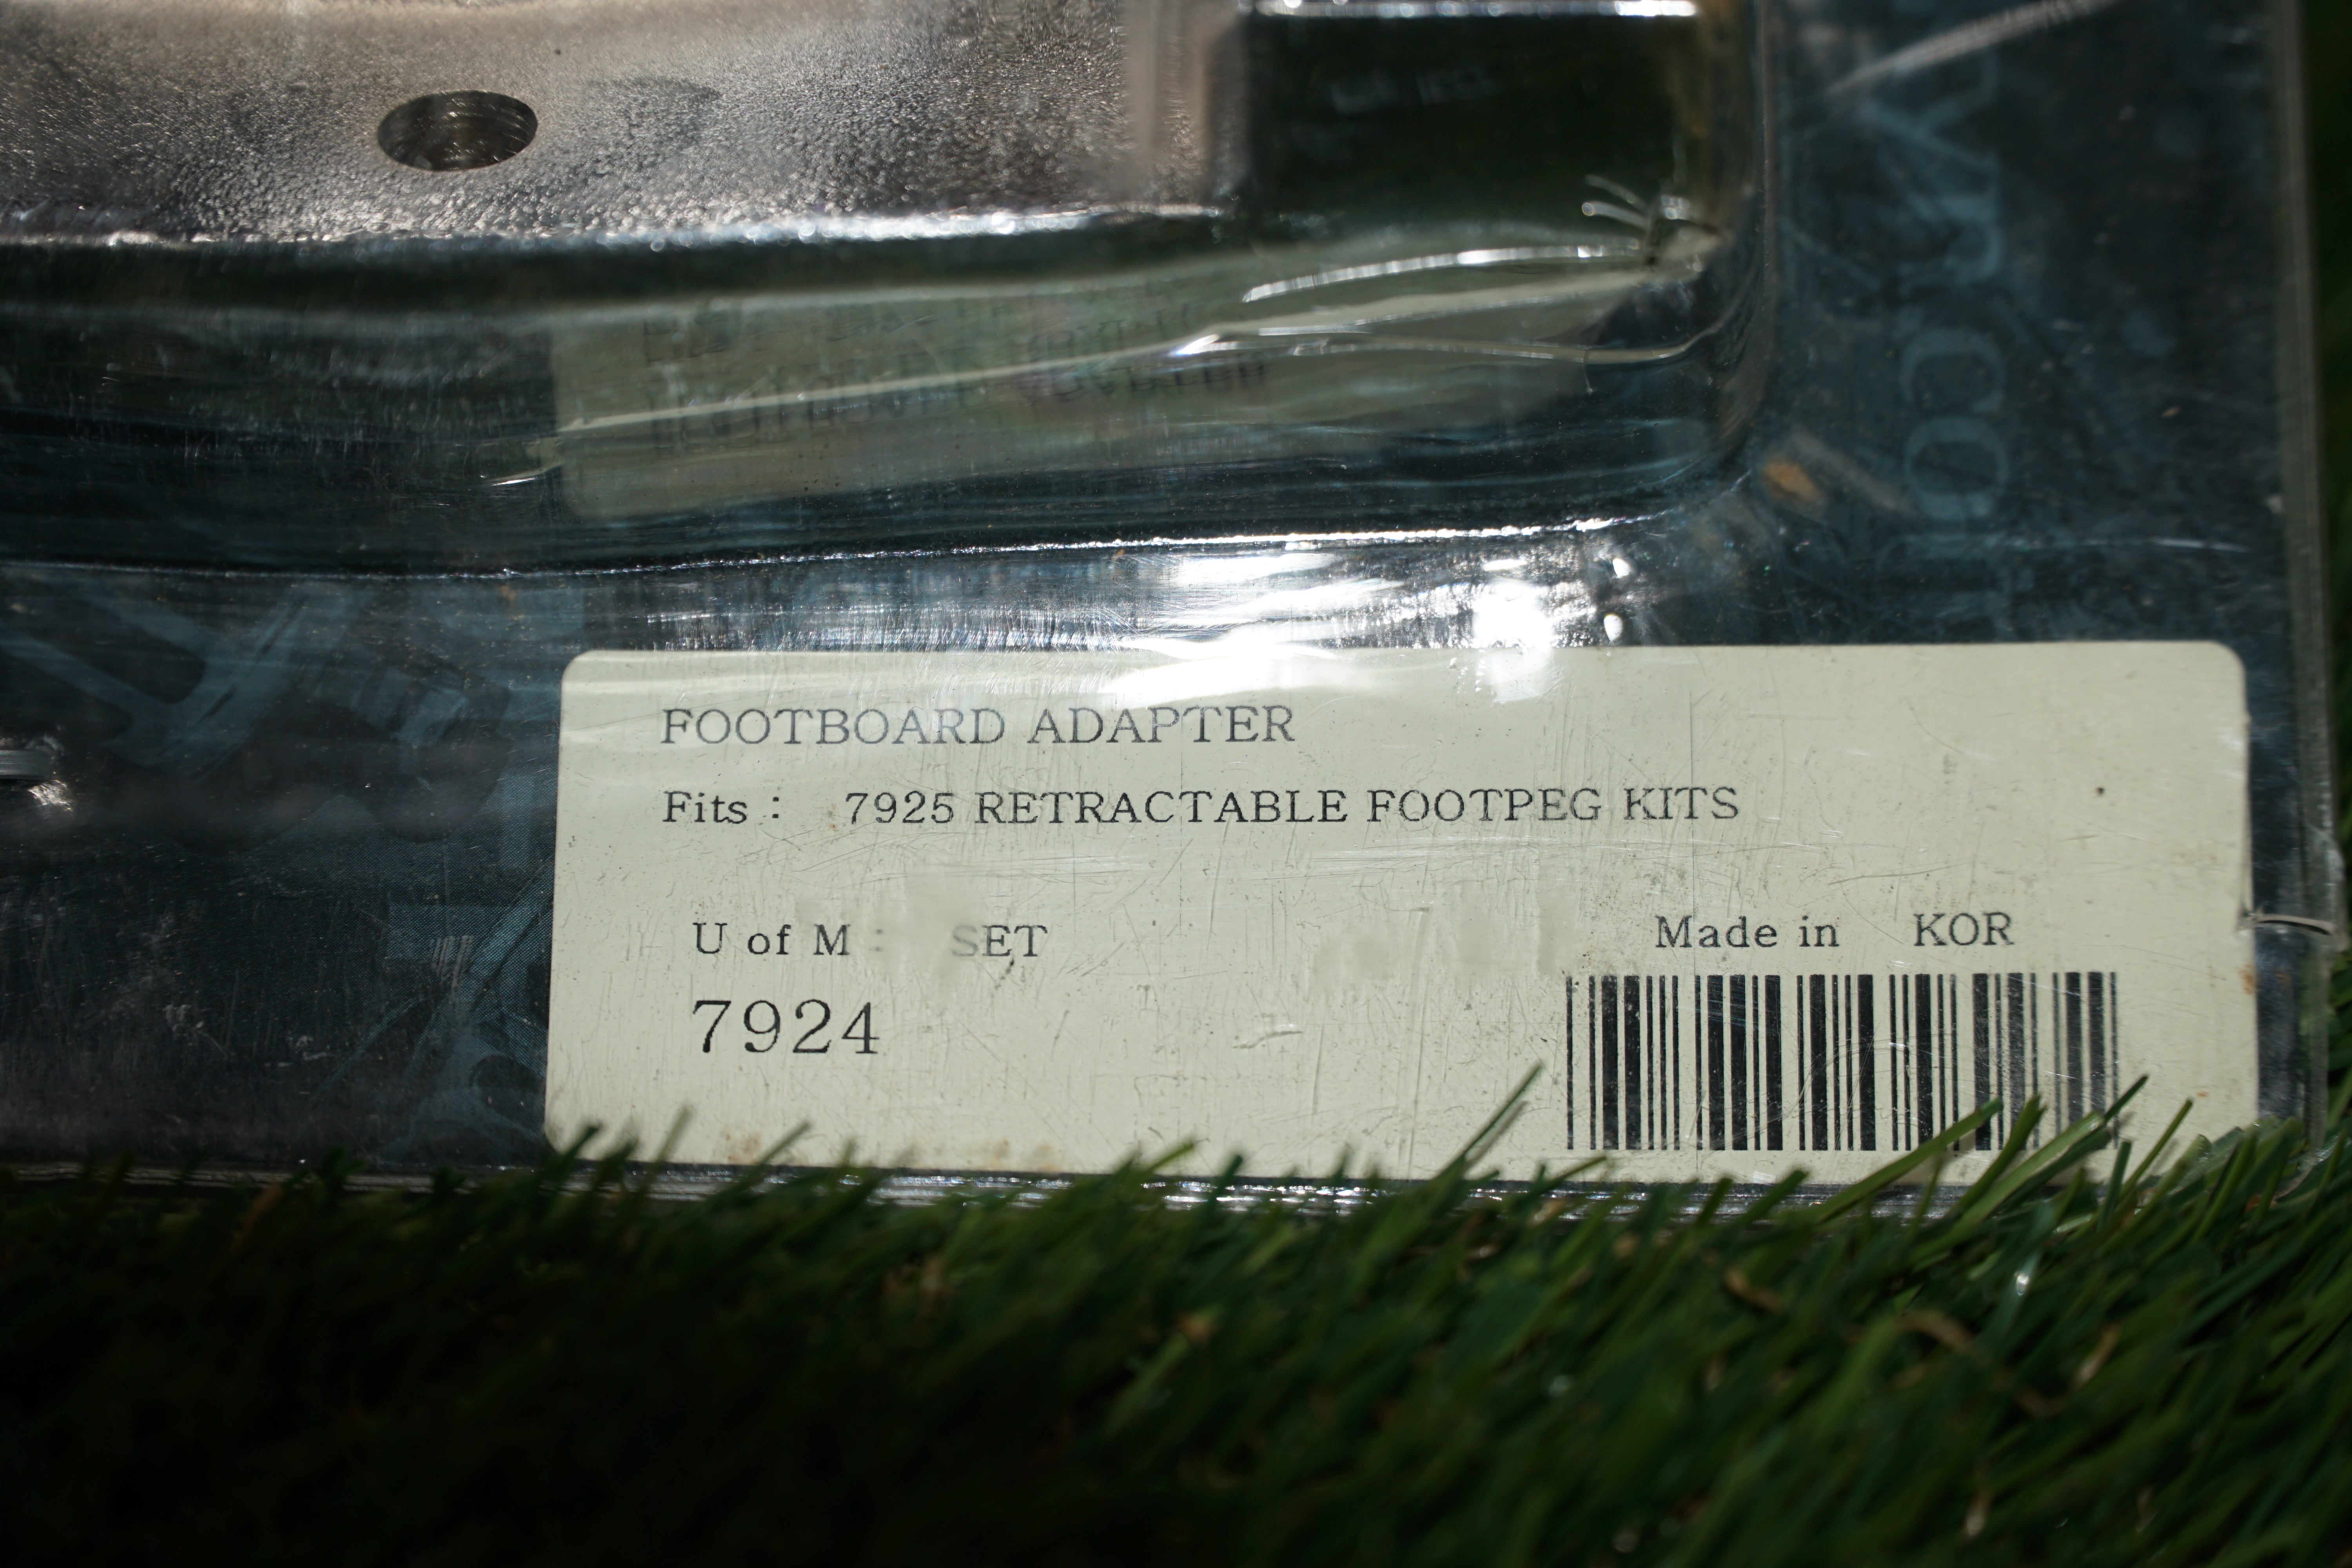 FOOTBOARD ADAPTER
Fits : 7925 RETRACTABLE FOOTPEG KITS
U of M : SET
Made in KOR
7924